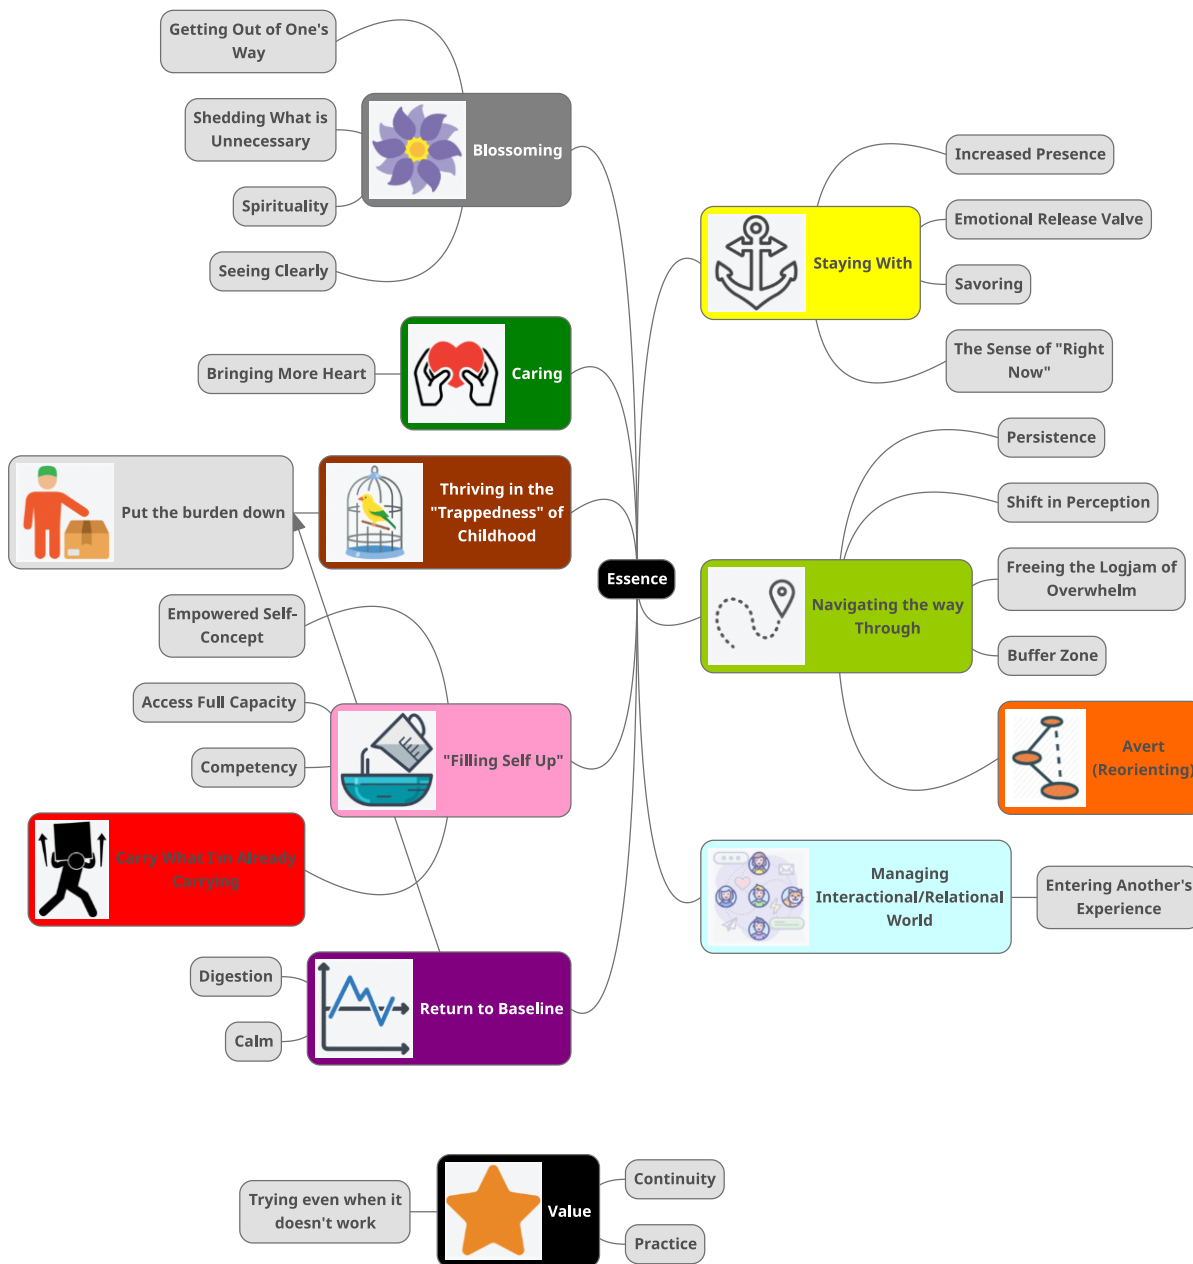 Getting Out of One's
Way
Shedding What is
Unnecessary
Spirituality
Seeing Clearly
Blossoming
Bringing More Heart
Caring
Put the burden down
Thriving in the
"Trappedness" of
Childhood
Empowered Self-
Concept
Access Full Capacity
Competency
Carry What I'm Already
Carrying
"Filling Self Up"
Digestion
Calm
Return to Baseline
Essence
Staying With
Increased Presence
Emotional Release Valve
Savoring
The Sense of "Right
Now"
Navigating the way
Through
Persistence
Shift in Perception
Freeing the Logjam of
Overwhelm
Buffer Zone
Avert
(Reorienting)
Managing
Interactional/Relational
World
Entering Another's
Experience
Trying even when it
doesn't work
Value
Continuity
Practice